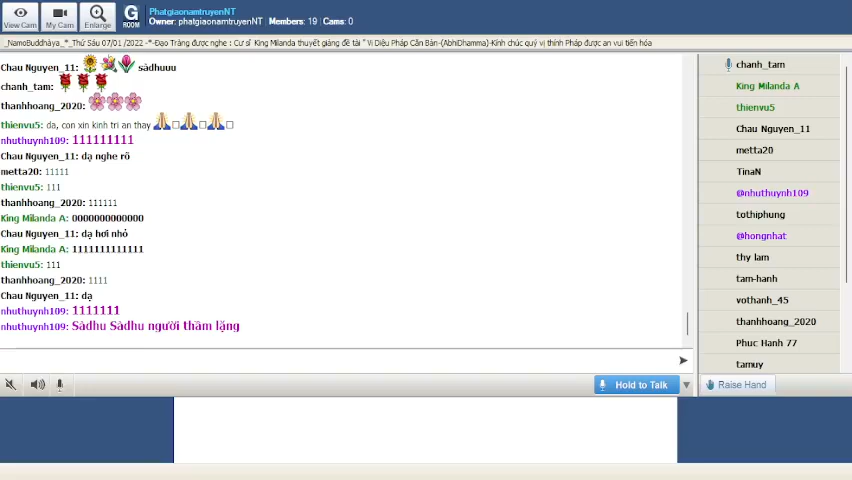 View Cam
My Cam
Enlarge
G
ROOM
PhatgiaonamtruyenNT
Owner: phatgiaonamtruyenNT | Members: 19 | Cams: 0
_NamoBuddhàya_*_Thứ Sáu 07/01 /2022 -*-Đạo Tràng được nghe : Cư sĩ King Milanda thuyết giảng đề tài " Vi Diệu Pháp Căn Bản-(AbhiDhamma)-Kính chúc quý vị thính Pháp được an vui tiến hóa
Chau Nguyen_11: sàdhuuu
chanh_tam:
thanhhoang_2020:
thienvu5: da, con xin kinh tri an thay
nhuthuynh109: 111111111
Chau Nguyen_11: dạ nghe rõ
metta20: 11111
thienvu5: 111
thanhhoang_2020: 111111
King Milanda A: 0000000000000
Chau Nguyen_11: dạ hơi nhỏ
King Milanda A: 1111111111111
thienvu5: 111
thanhhoang_2020: 1111
Chau Nguyen_11: dạ
nhuthuynh109: 1111111
nhuthuynh109: Sàdhu Sàdhu người thầm lặng
Hold to Talk
chanh_tam
King Milanda A
thienvu5
Chau Nguyen_11
metta20
TinaN
@nhuthuynh109
tothiphung
@hongnhat
thy lam
tam-hanh
vothanh_45
thanhhoang_2020
Phuc Hanh 77
tamuy
Raise Hand